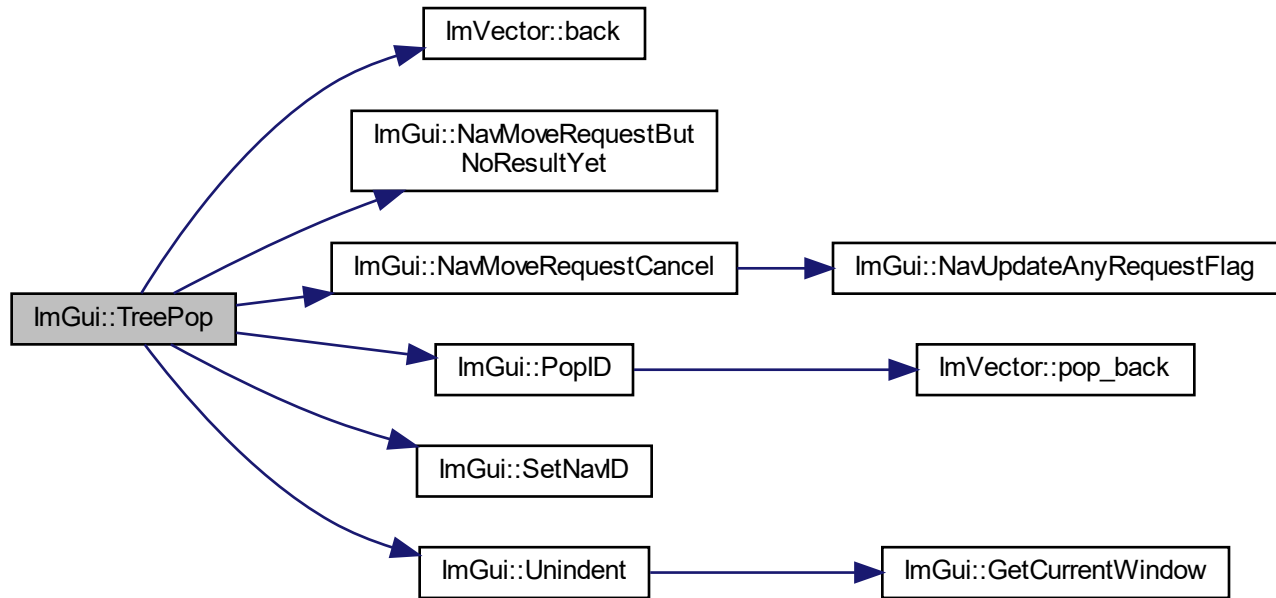 ImVector::back
ImGui::NavMoveRequestBut
NoResultYet
ImGui::NavMoveRequestCancel
ImGui::NavUpdateAnyRequestFlag
ImGui::TreePop
ImGui::PopID
ImVector::pop_back
ImGui::SetNavID
ImGui::Unindent
ImGui::GetCurrentWindow